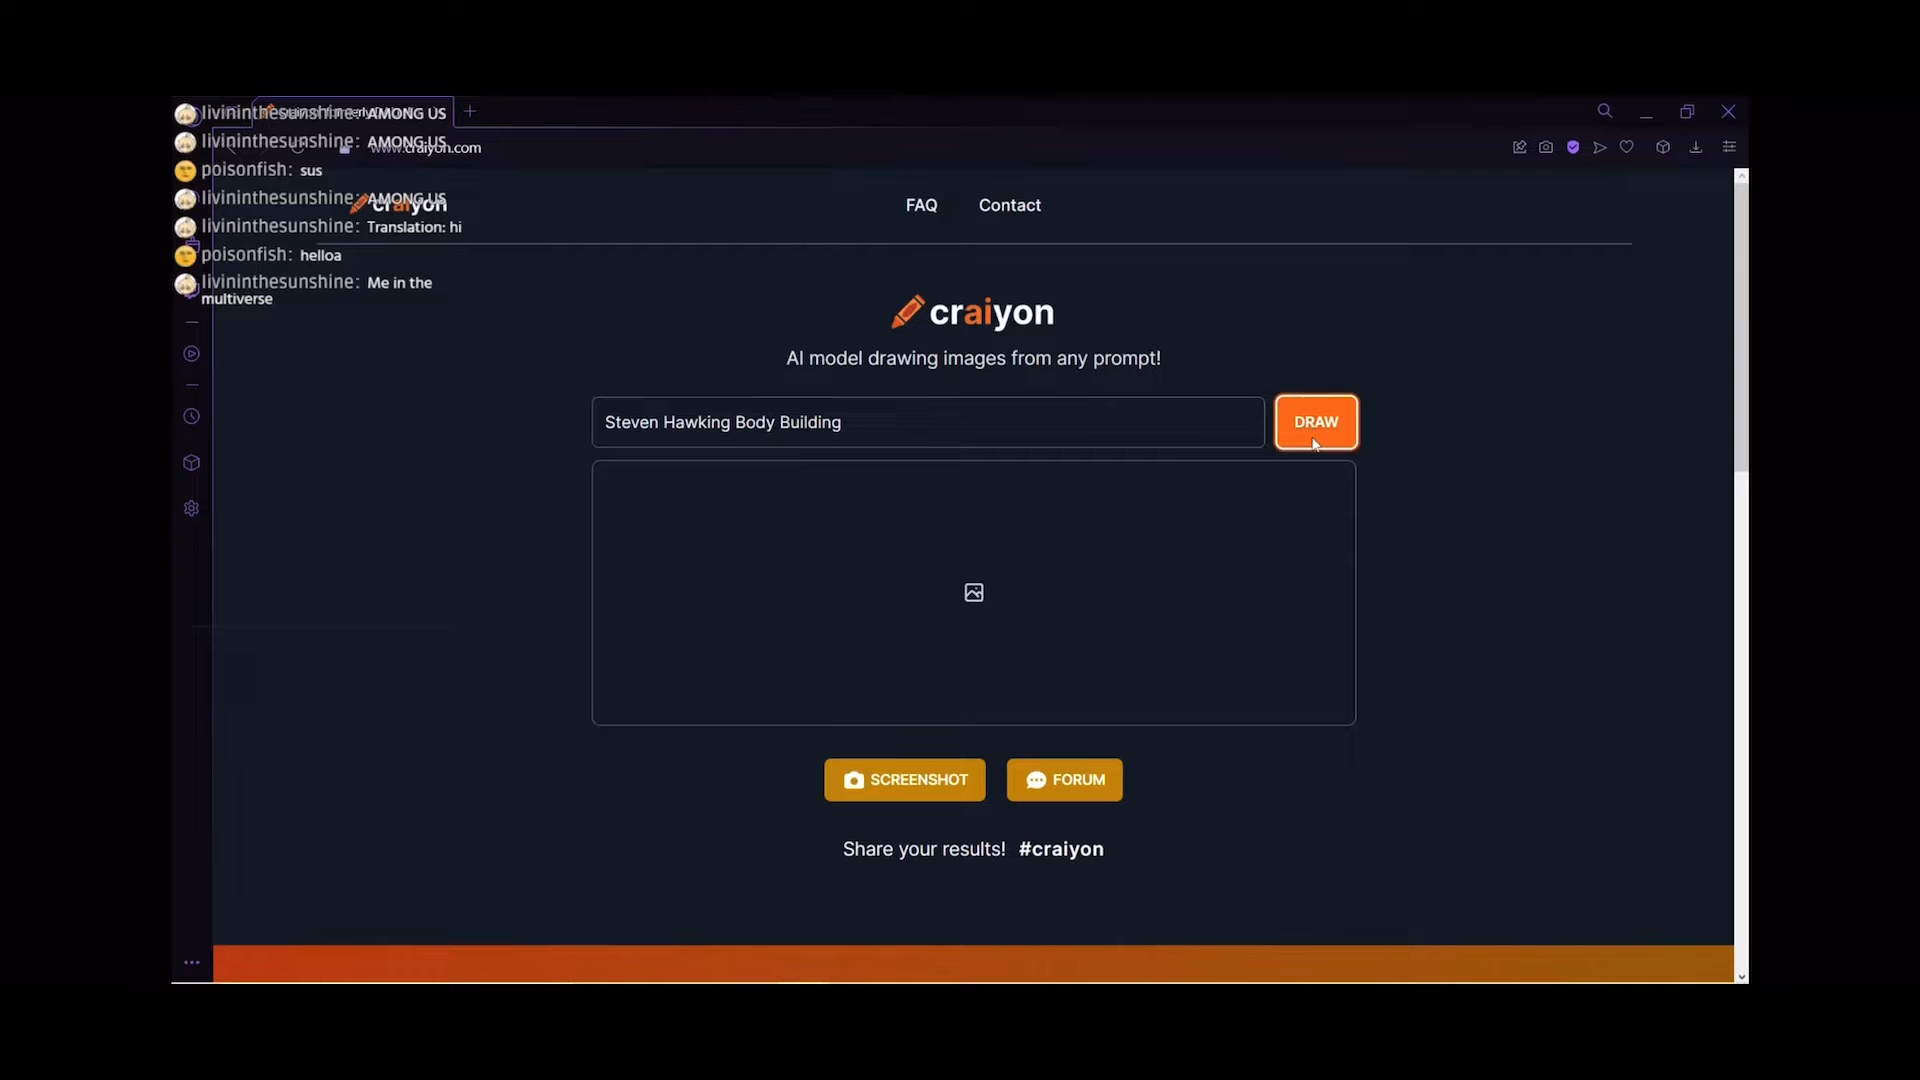 livininthesunshine: AMONG US
livininthesunshine: AMONG US
www.craiyon.com
poisonfish: sus
livininthesunshine: AMONG US
craiyon
FAQ
Contact
livininthesunshine: Translation: hi
poisonfish: helloa
livininthesunshine: Me in the
multiverse
craiyon
AI model drawing images from any prompt!
Steven Hawking Body Building
DRAW
SCREENSHOT
FORUM
Share your results! #craiyon